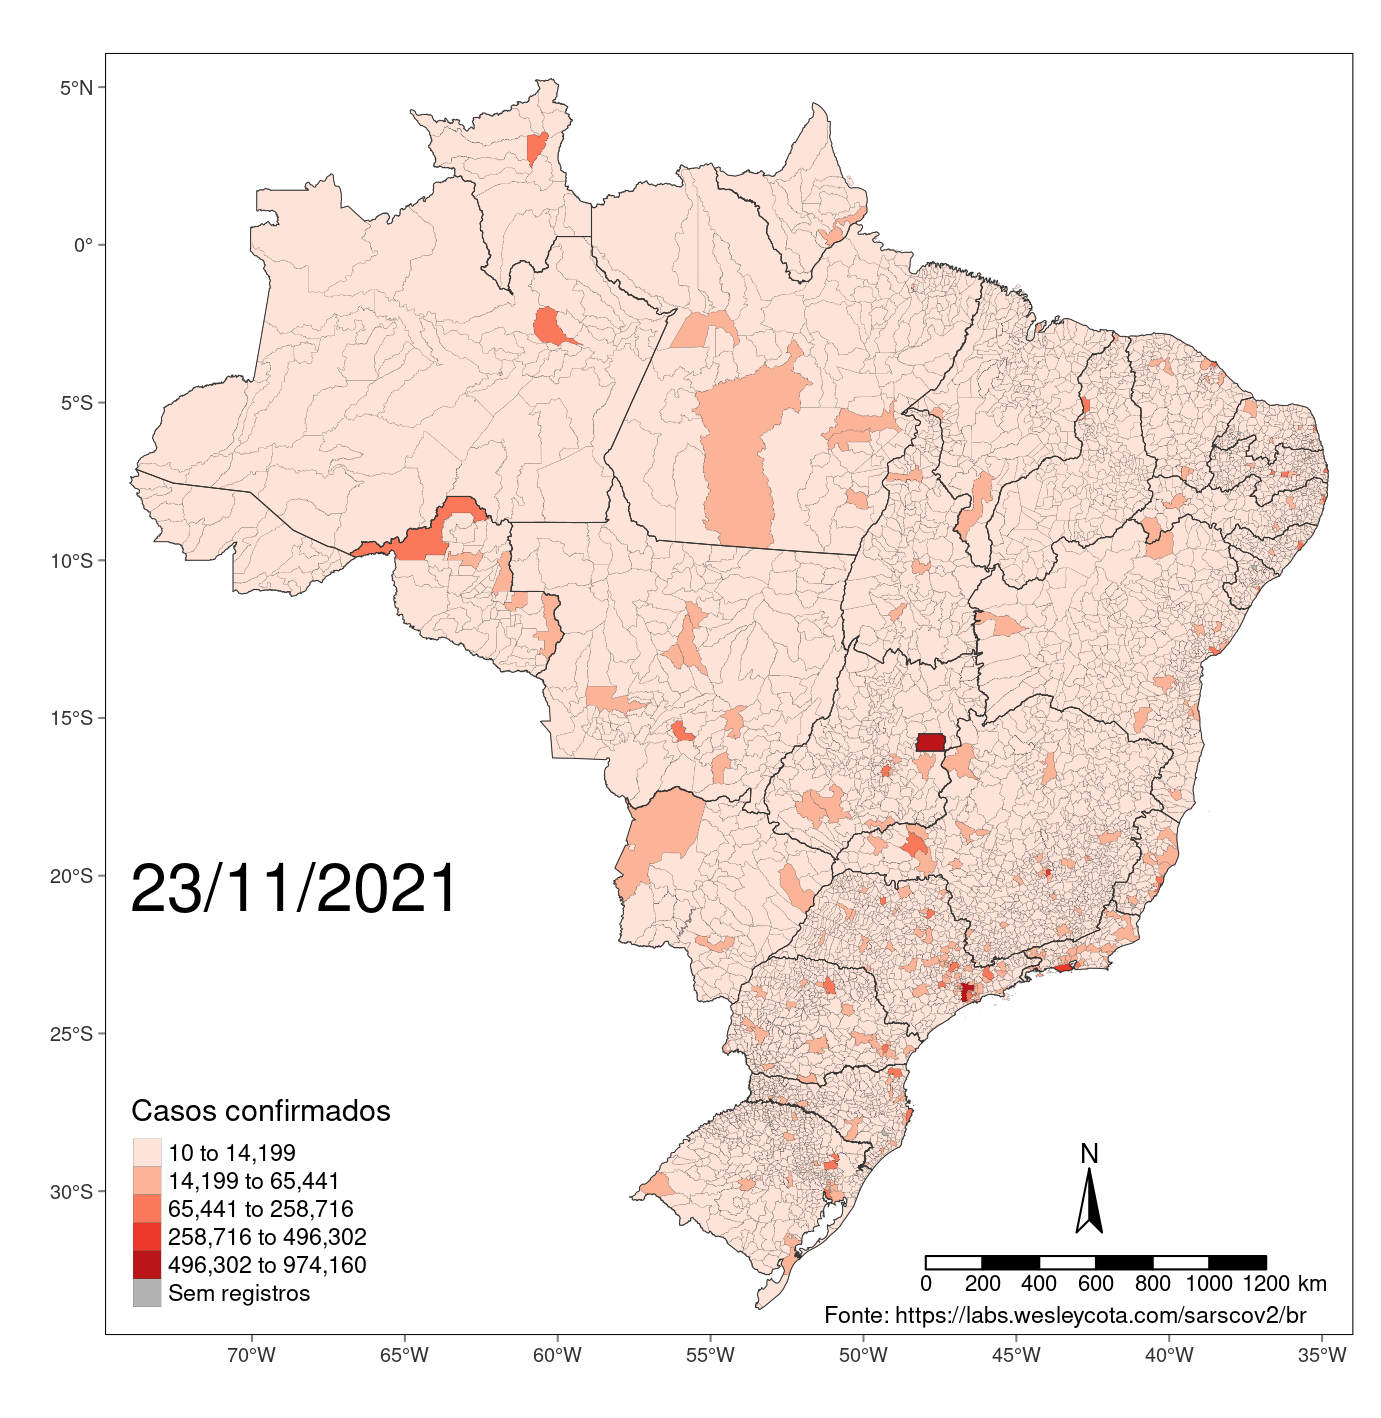 5°N
0°
5°S
10°S
15°S
20°S
25°S
30°S
23/11/2021
Casos confirmados
10 to 14,199
14,199 to 65,441
65,441 to 258,716
258,716 to 496,302
496,302 to 974,160
Sem registros
N
0 200 400 600 800 1000 1200 km
Fonte: https://labs.wesleycota.com/sarscov2/br
70°W 65°W 60°W 55°W 50°W 45°W 40°W 35°W